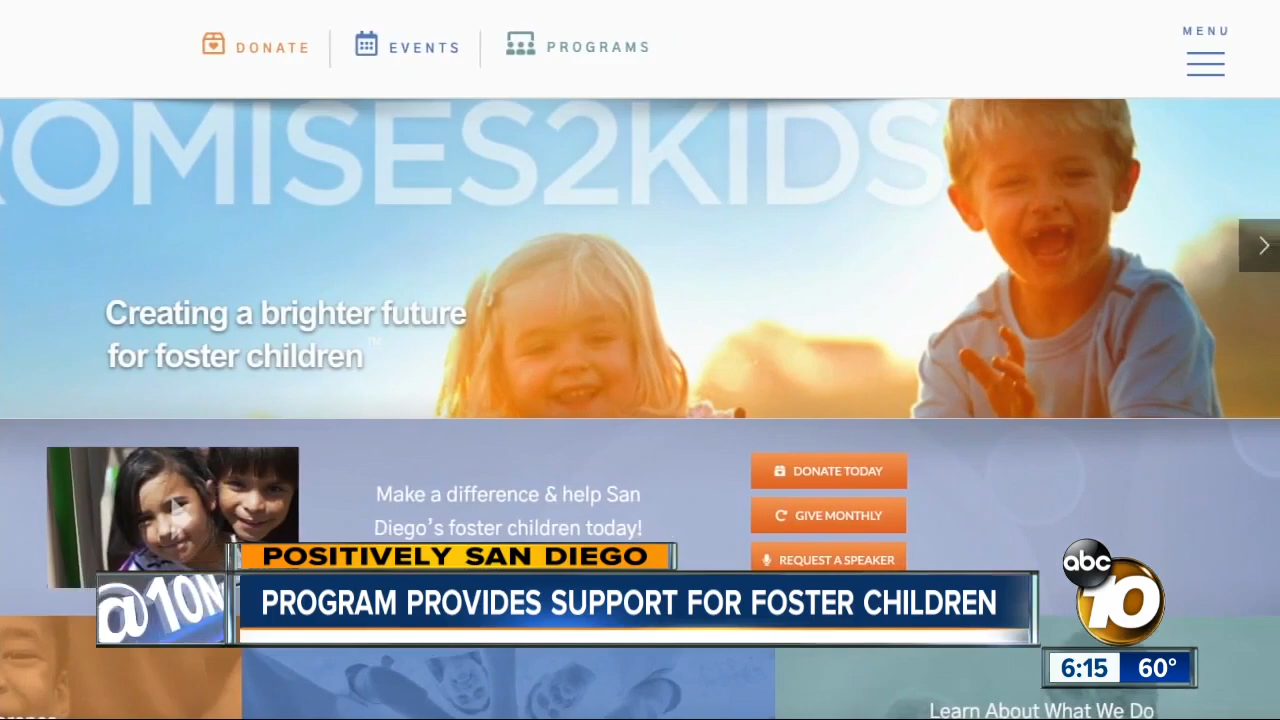 DONATE
EVENTS
PROGRAMS
MENU
ROMISES2KIDS
Creating a brighter future
for foster children™
Make a difference & help San
Diego's foster children today!
DONATE TODAY
GIVE MONTHLY
REQUEST A SPEAKER
POSITIVELY SAN DIEGO
@10N
PROGRAM PROVIDES SUPPORT FOR FOSTER CHILDREN
abc
10
6:15 60°
Learn About What We Do